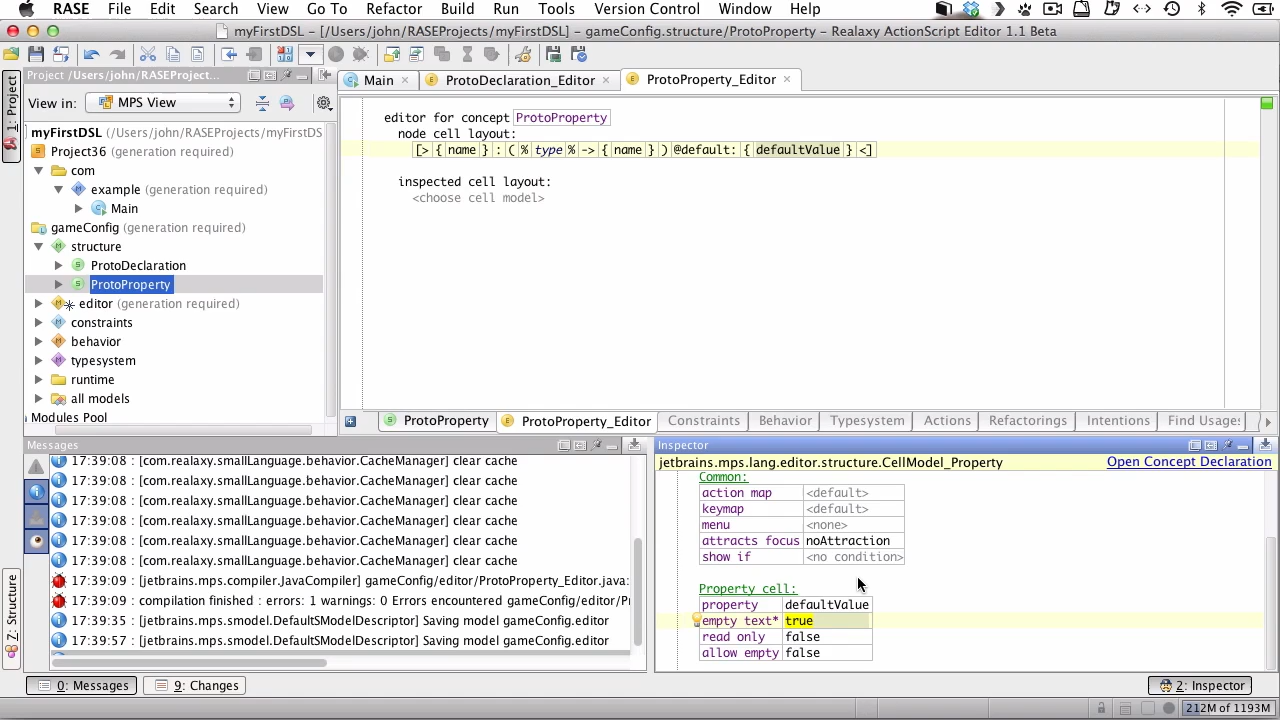 RASE File Edit Search View Go To Refactor Build Run Tools Version Control Window Help
myFirstDSL - [/Users/john/RASEProjects/myFirstDSL] - gameConfig.structure/ProtoProperty - Realaxy ActionScript Editor 1.1 Beta
1: Project
Z: Structure
Project /Users/john/RASEProject...
View in: MPS View
myFirstDSL (/Users/john/RASEProjects/myFirstDS
Project36 (generation required)
com
example (generation required)
Main
gameConfig (generation required)
structure
ProtoDeclaration
ProtoProperty
editor (generation required)
constraints
behavior
typesystem
runtime
all models
Modules Pool
Main ProtoDeclaration_Editor ProtoProperty_Editor
editor for concept ProtoProperty
node cell layout:
[> { name } : ( % type % -> { name } ) @default: { defaultValue } <]
inspected cell layout:
<choose cell model>
ProtoProperty ProtoProperty_Editor Constraints Behavior Typesystem Actions Refactorings Intentions Find Usage:
Messages
17:39:08 : [com.realaxy.smallLanguage.behavior.CacheManager] clear cache
17:39:08 : [com.realaxy.smallLanguage.behavior.CacheManager] clear cache
17:39:08 : [com.realaxy.smallLanguage.behavior.CacheManager] clear cache
17:39:08 : [com.realaxy.smallLanguage.behavior.CacheManager] clear cache
17:39:08 : [com.realaxy.smallLanguage.behavior.CacheManager] clear cache
17:39:08 : [com.realaxy.smallLanguage.behavior.CacheManager] clear cache
17:39:09 : [jetbrains.mps.compiler.JavaCompiler] gameConfig/editor/ProtoProperty_Editor.java:
17:39:09 : compilation finished : errors: 1 warnings: 0 Errors encountered gameConfig/editor/P
17:39:35 : [jetbrains.mps.smodel.DefaultSModelDescriptor] Saving model gameConfig.editor
17:39:57 : [jetbrains.mps.smodel.DefaultSModelDescriptor] Saving model gameConfig.editor
Inspector
jetbrains.mps.lang.editor.structure.CellModel_Property Open Concept Declaration
Common:
action map <default>
keymap <default>
menu <none>
attracts focus noAttraction
show if <no condition>
Property cell:
property defaultValue
empty text* true
read only false
allow empty false
0: Messages 9: Changes 2: Inspector
212M of 1193M